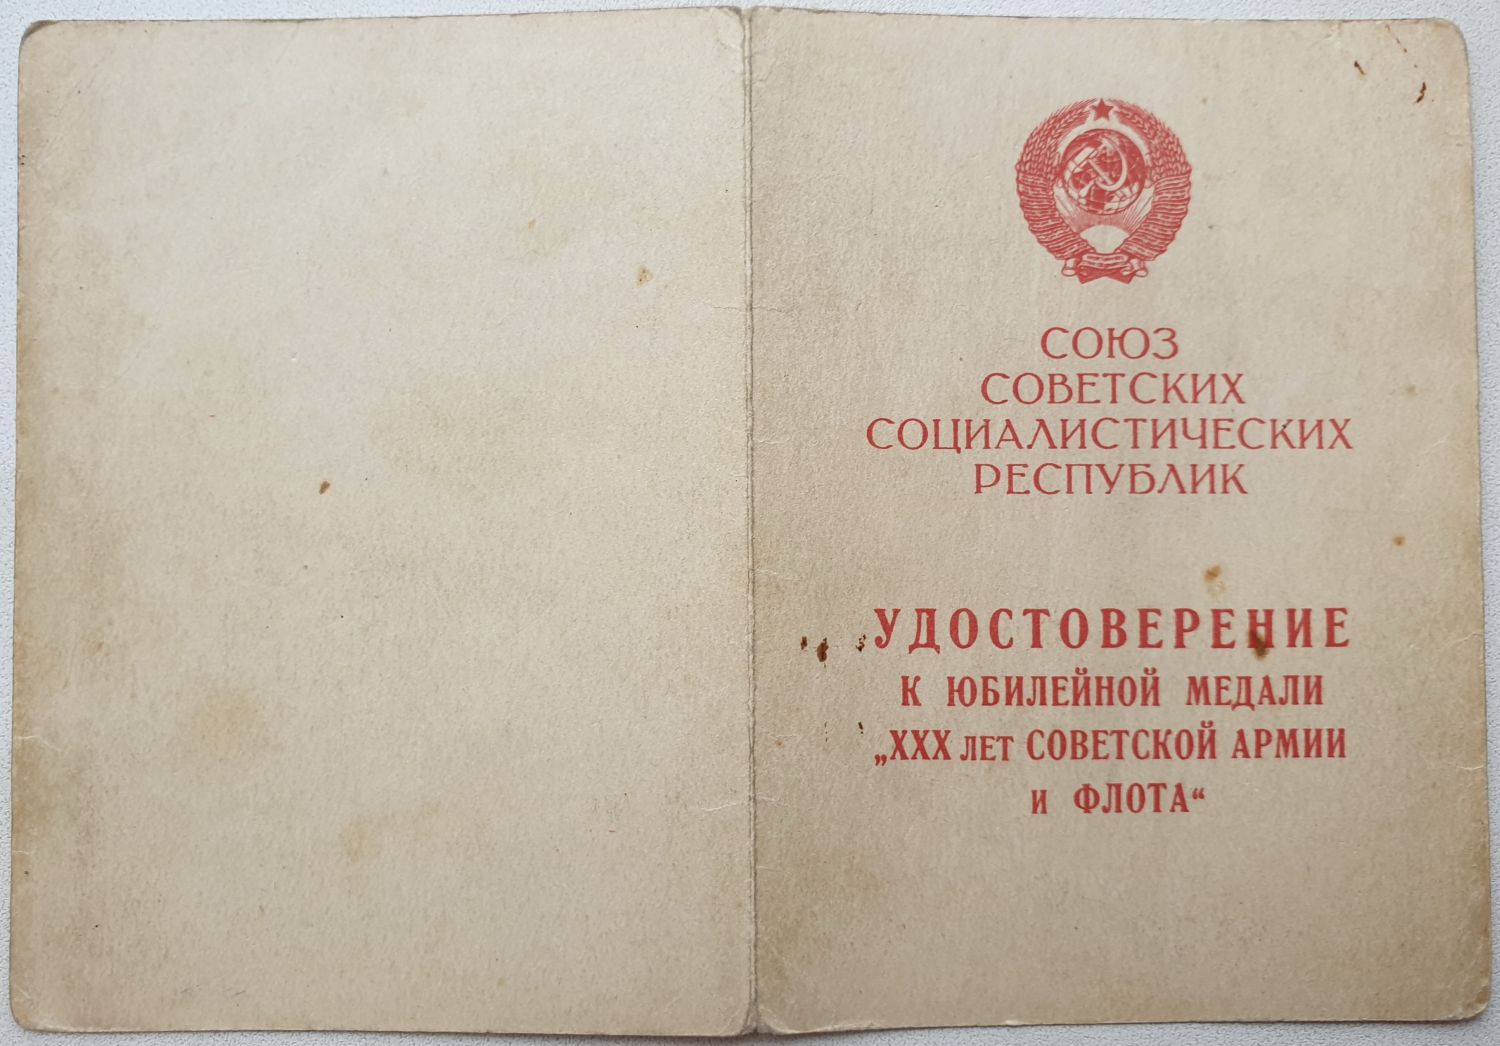 СОЮЗ
СОВЕТСКИХ
СОЦИАЛИСТИЧЕСКИХ
РЕСПУБЛИК
УДОСТОВЕРЕНИЕ
К ЮБИЛЕЙНОЙ МЕДАЛИ
„XXX ЛЕТ СОВЕТСКОЙ АРМИИ
И ФЛОТА“